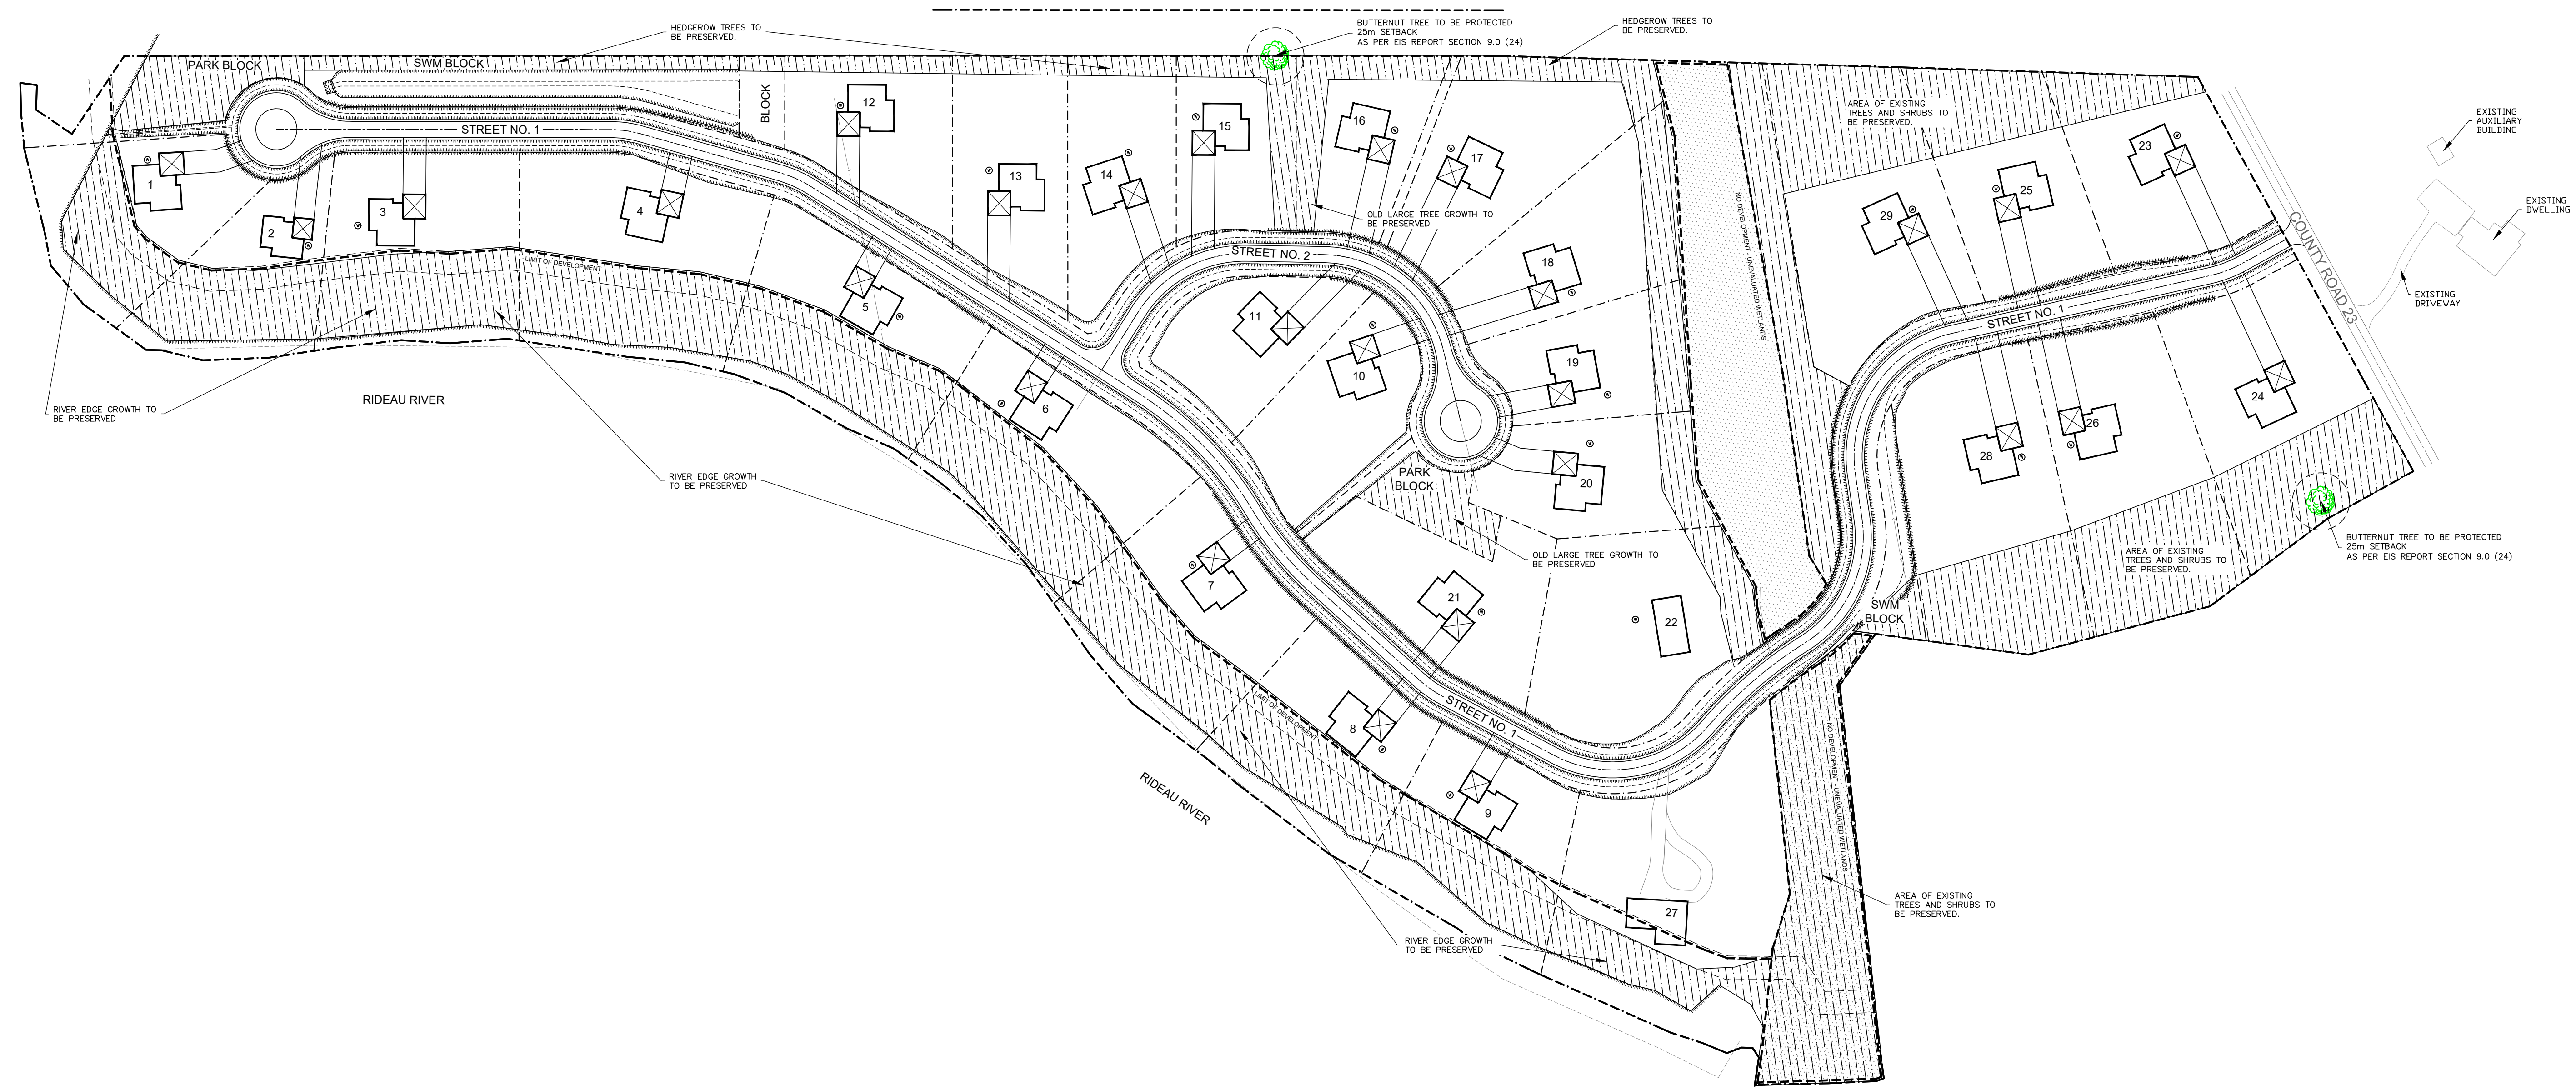 HEDGEROW TREES TO
BE PRESERVED.
BUTTERNUT TREE TO BE PROTECTED
25m SETBACK
AS PER EIS REPORT SECTION 9.0 (24)
HEDGEROW TREES TO
BE PRESERVED.
PARK BLOCK
SWM BLOCK
BLOCK
12
STREET NO. 1
15
16
17
AREA OF EXISTING
TREES AND SHRUBS TO
BE PRESERVED.
EXISTING
AUXILIARY
BUILDING
23
1
13
14
25
29
NO DEVELOPMENT - UNEVALUATED WETLANDS
EXISTING
DWELLING
2
3
4
OLD LARGE TREE GROWTH TO
BE PRESERVED
COUNTY ROAD 23
LIMIT OF DEVELOPMENT
STREET NO. 2
18
5
11
STREET NO. 1
EXISTING
DRIVEWAY
19
10
RIVER EDGE GROWTH TO
BE PRESERVED
RIDEAU RIVER
6
24
26
28
RIVER EDGE GROWTH
TO BE PRESERVED
PARK
BLOCK
20
OLD LARGE TREE GROWTH TO
BE PRESERVED
BUTTERNUT TREE TO BE PROTECTED
25m SETBACK
AS PER EIS REPORT SECTION 9.0 (24)
AREA OF EXISTING
TREES AND SHRUBS TO
BE PRESERVED.
7
21
22
SWM
BLOCK
LIMIT OF DEVELOPMENT
8
STREET NO. 1
RIDEAU RIVER
9
NO DEVELOPMENT - UNEVALUATED WETLANDS
27
AREA OF EXISTING
TREES AND SHRUBS TO
BE PRESERVED.
RIVER EDGE GROWTH
TO BE PRESERVED